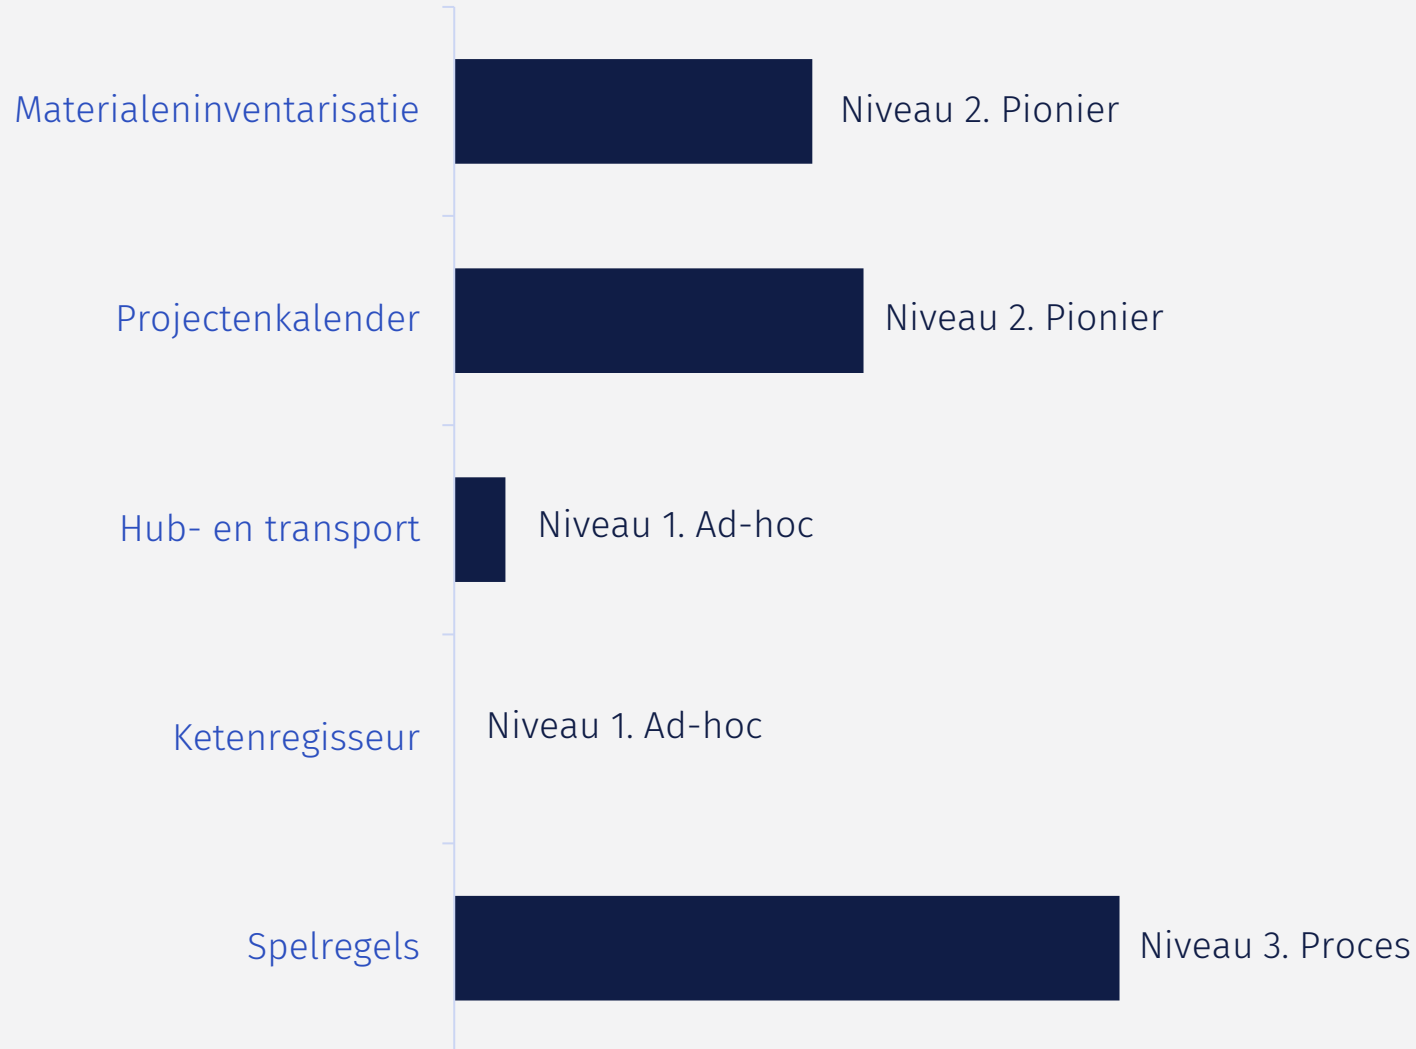 Materialeninventarisatie
Niveau 2. Pionier
Projectenkalender
Niveau 2. Pionier
Hub- en transport
Niveau 1. Ad-hoc
Ketenregisseur
Niveau 1. Ad-hoc
Spelregels
Niveau 3. Proces